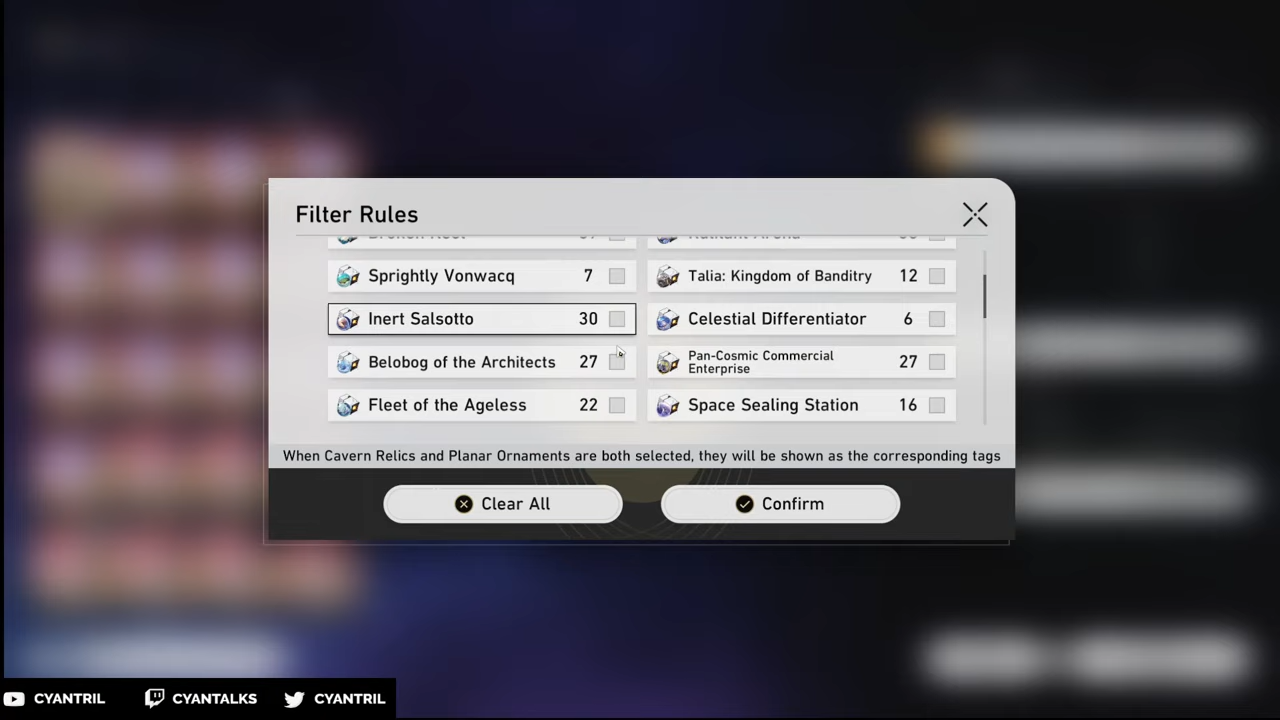 Filter Rules
Sprightly Vonwacq 7
Talia: Kingdom of Banditry 12
Inert Salsotto 30
Celestial Differentiator 6
Belobog of the Architects 27
Pan-Cosmic Commercial
Enterprise 27
Fleet of the Ageless 22
Space Sealing Station 16
When Cavern Relics and Planar Ornaments are both selected, they will be shown as the corresponding tags
Clear All
Confirm
CYANTRIL CYANTALKS CYANTRIL